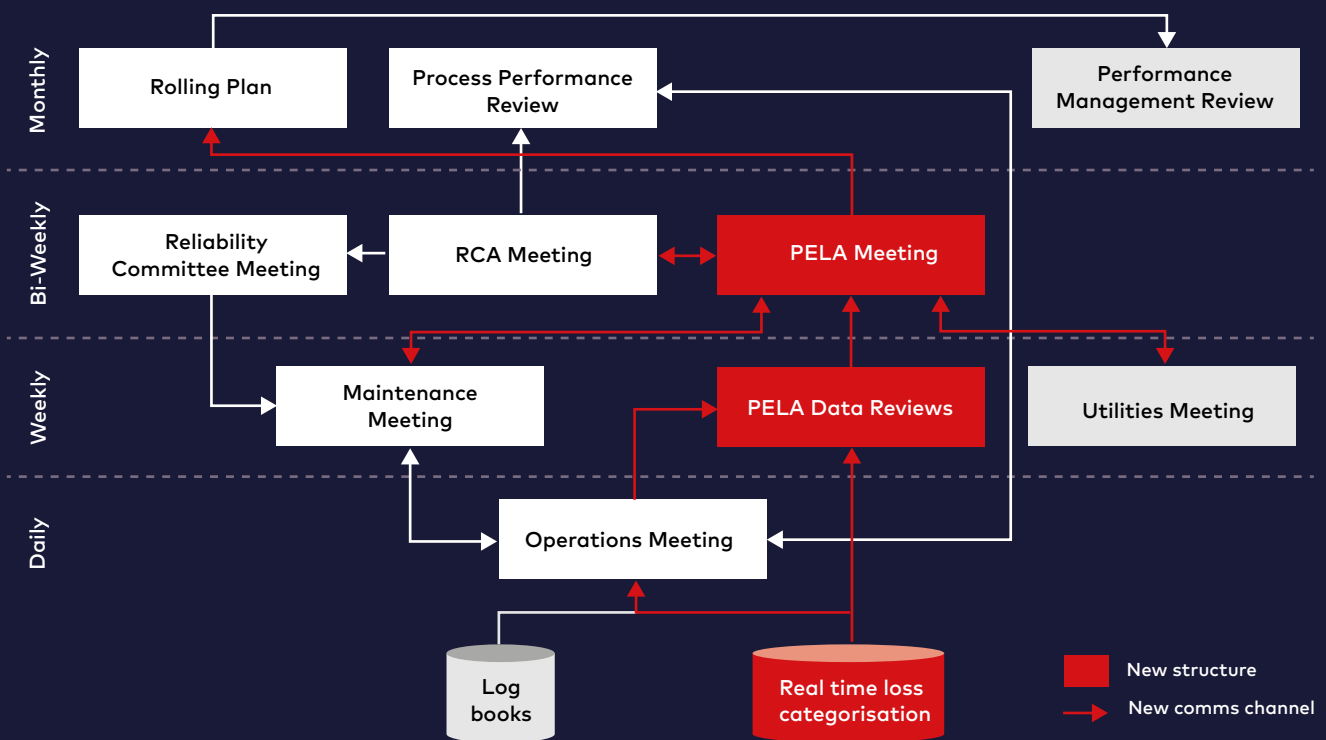 Monthly
Rolling Plan
Process Performance
Review
Performance
Management Review
Bi-Weekly
Reliability
Committee Meeting
RCA Meeting
PELA Meeting
Weekly
Maintenance
Meeting
PELA Data Reviews
Utilities Meeting
Daily
Operations Meeting
Log
books
Real time loss
categorisation
New structure
New comms channel